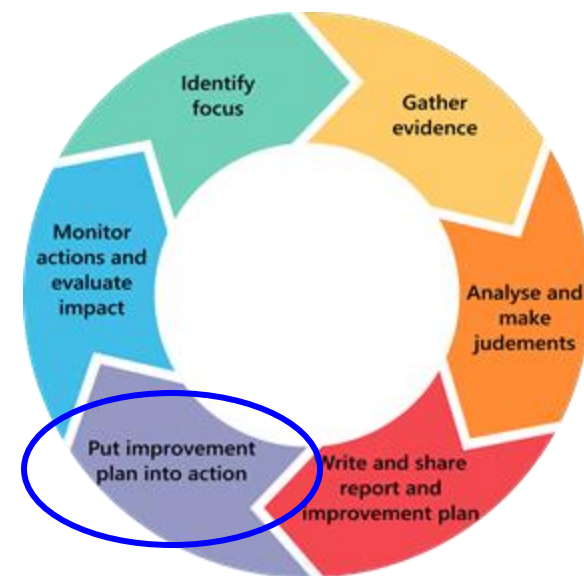 Identify
focus
Gather
evidence
Analyse and
make
judements
Write and share
report and
improvement plan
Put improvement
plan into action
Monitor
actions and
evaluate
impact